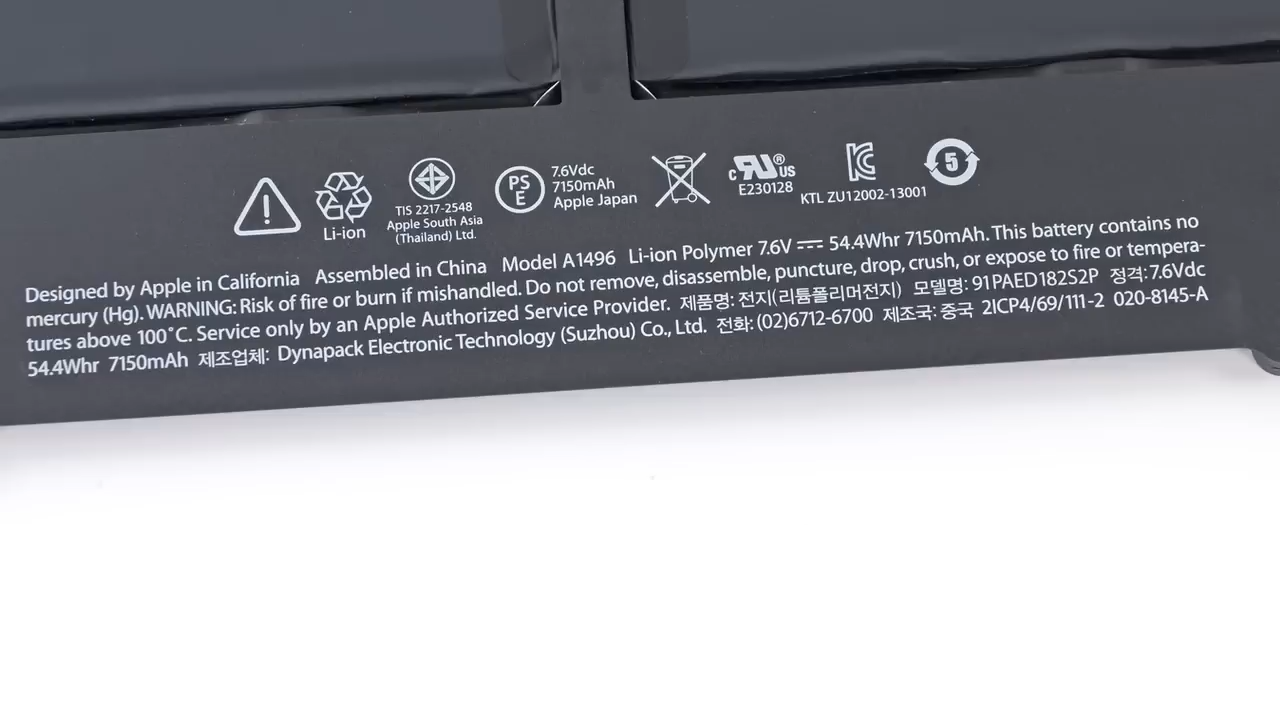 Li-ion
TIS 2217-2548
Apple South Asia
(Thailand) Ltd.
PS
E
7.6Vdc
7150mAh
Apple Japan
c RU® US
E230128
KTL ZU12002-13001
5
Designed by Apple in California Assembled in China Model A1496 Li-ion Polymer 7.6V ⎓ 54.4Whr 7150mAh. This battery contains no
mercury (Hg). WARNING: Risk of fire or burn if mishandled. Do not remove, disassemble, puncture, drop, crush, or expose to fire or tempera-
tures above 100˚C. Service only by an Apple Authorized Service Provider. 제품명: 전지(리튬폴리머전지) 모델명: 91PAED182S2P 정격:7.6Vdc
54.4Whr 7150mAh 제조업체: Dynapack Electronic Technology (Suzhou) Co., Ltd. 전화: (02)6712-6700 제조국: 중국 2ICP4/69/111-2 020-8145-A